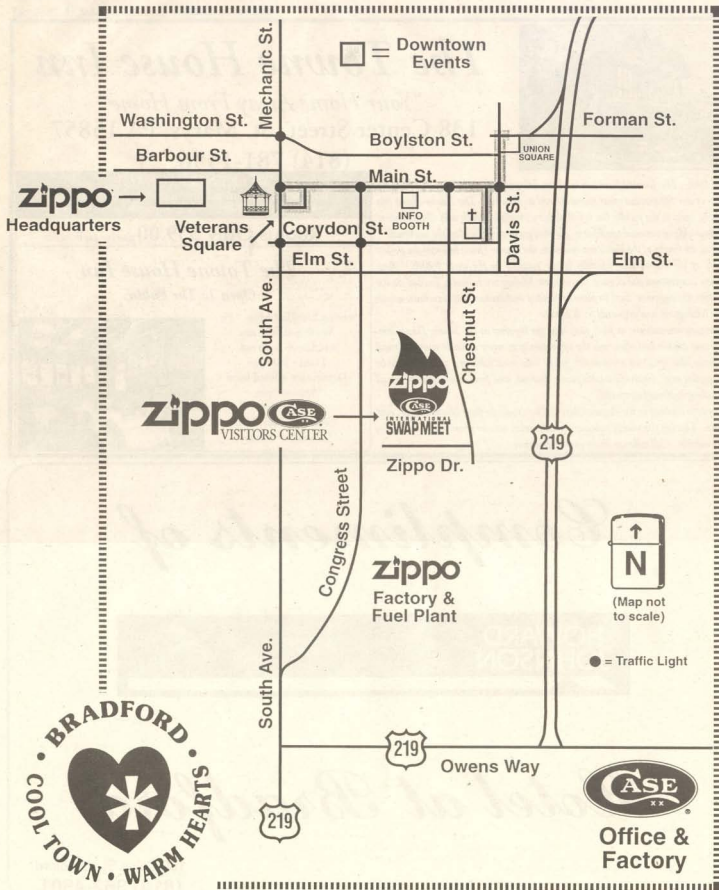 Mechanic St.
= Downtown
Events
Washington St.
Forman St.
Boylston St.
UNION
SQUARE
Barbour St.
Main St.
zippo
Headquarters
INFO
BOOTH
Veterans
Square
Corydon St.
Davis St.
Elm St.
Elm St.
South Ave.
Chestnut St.
zippo
CASE
XX
INTERNATIONAL
SWAP MEET
zippo CASE
XX
VISITORS CENTER
Zippo Dr.
219
Congress Street
zippo
Factory &
Fuel Plant
↑
N
(Map not
to scale)
● = Traffic Light
South Ave.
219
Owens Way
219
• BRADFORD •
COOL TOWN • WARM HEARTS
CASE
XX
Office &
Factory